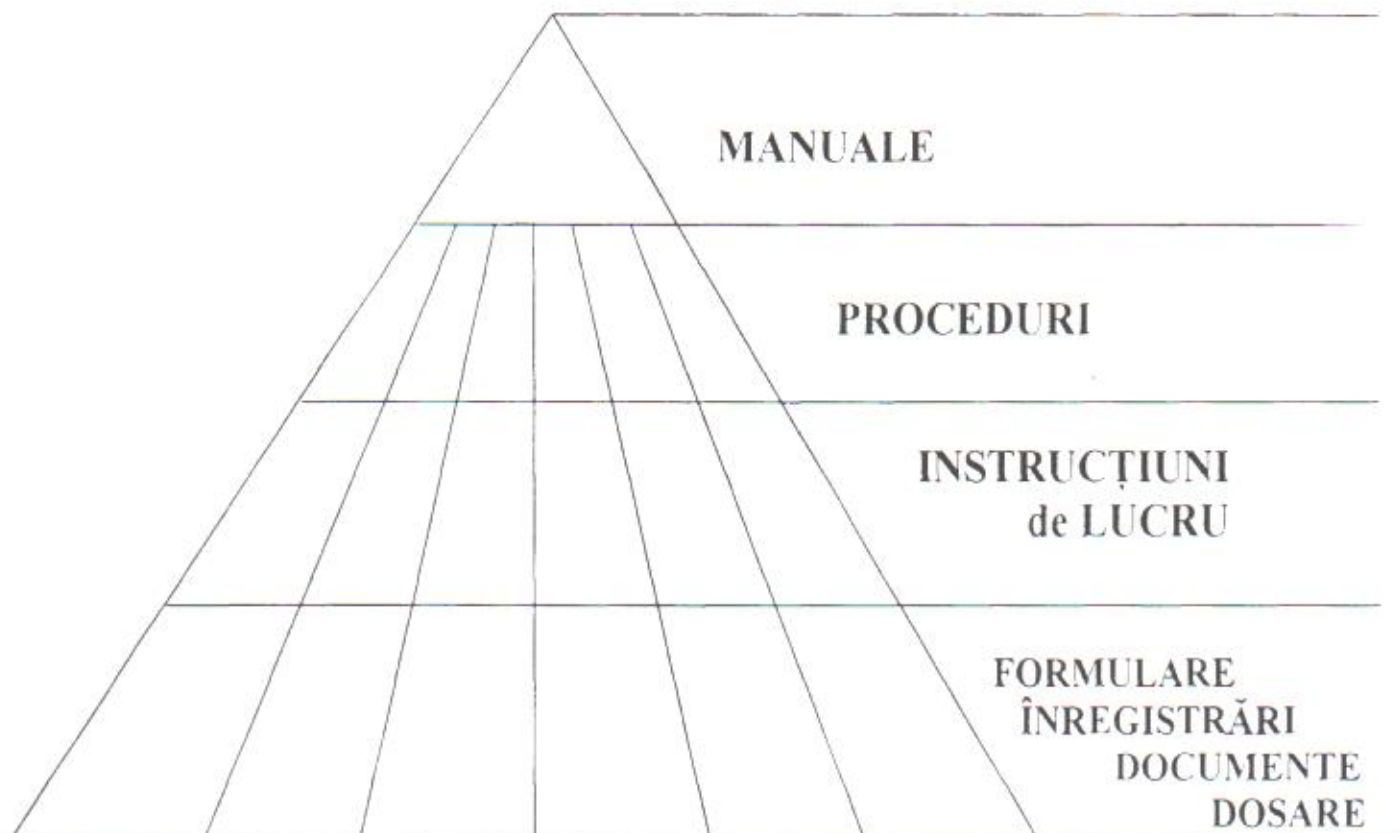 MANUALE
PROCEDURI
INSTRUCȚIUNI
de LUCRU
FORMULARE
ÎNREGISTRĂRI
DOCUMENTE
DOSARE